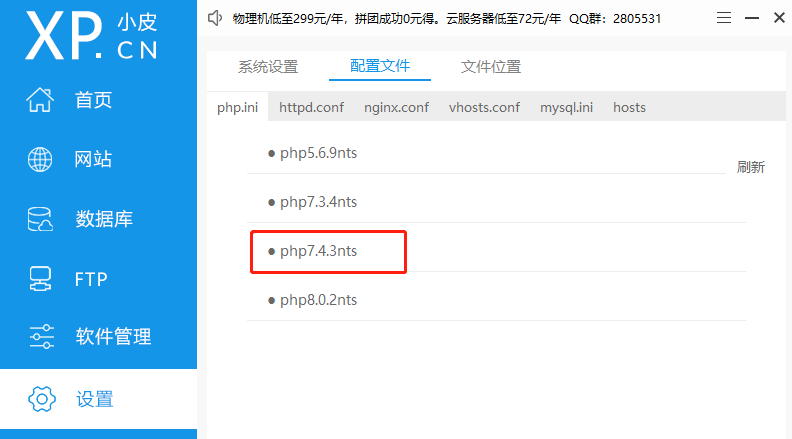 XP. 小皮
CN
物理机低至299元/年，拼团成功0元得。云服务器低至72元/年 QQ群：2805531
首页
网站
数据库
FTP
软件管理
设置
系统设置 配置文件 文件位置
php.ini httpd.conf nginx.conf vhosts.conf mysql.ini hosts
php5.6.9nts
刷新
php7.3.4nts
php7.4.3nts
php8.0.2nts